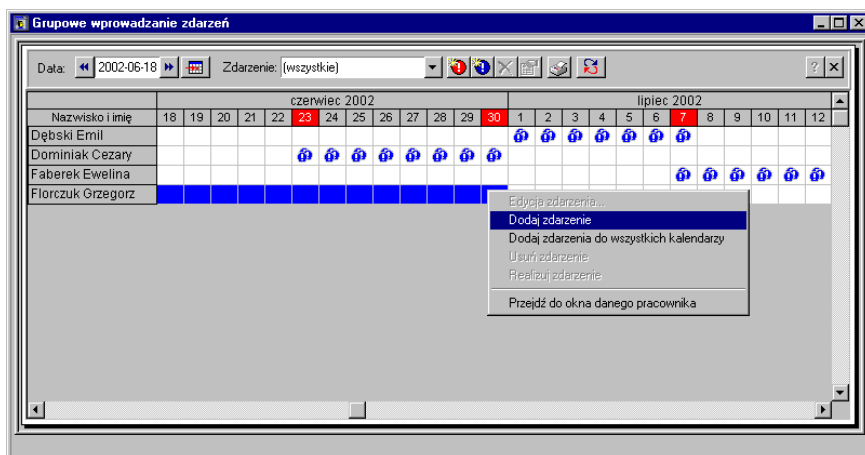 Grupowe wprowadzanie zdarzeń
Data: 2002-06-18 Zdarzenie: (wszystkie)
czerwiec 2002 lipiec 2002
Nazwisko i imię 18 19 20 21 22 23 24 25 26 27 28 29 30 1 2 3 4 5 6 7 8 9 10 11 12
Dębski Emil
Dominiak Cezary
Faberek Ewelina
Florczuk Grzegorz
Edycja zdarzenia...
Dodaj zdarzenie
Dodaj zdarzenia do wszystkich kalendarzy
Usuń zdarzenie
Realizuj zdarzenie
Przejdź do okna danego pracownika